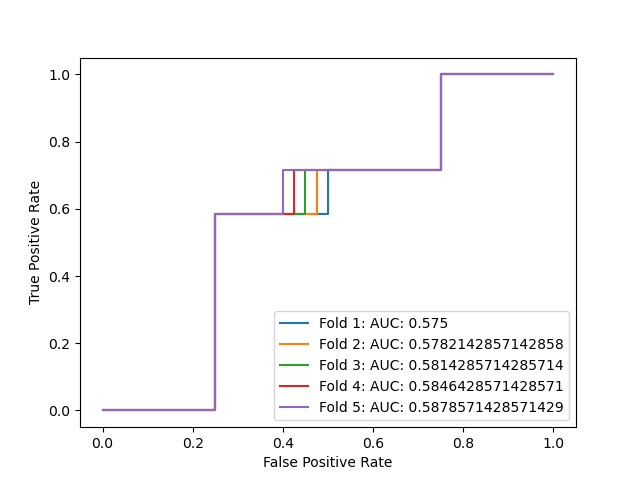 1.0
0.8
0.6
0.4
0.2
0.0
True Positive Rate
Fold 1: AUC: 0.575
Fold 2: AUC: 0.5782142857142858
Fold 3: AUC: 0.5814285714285714
Fold 4: AUC: 0.5846428571428571
Fold 5: AUC: 0.5878571428571429
0.0 0.2 0.4 0.6 0.8 1.0
False Positive Rate